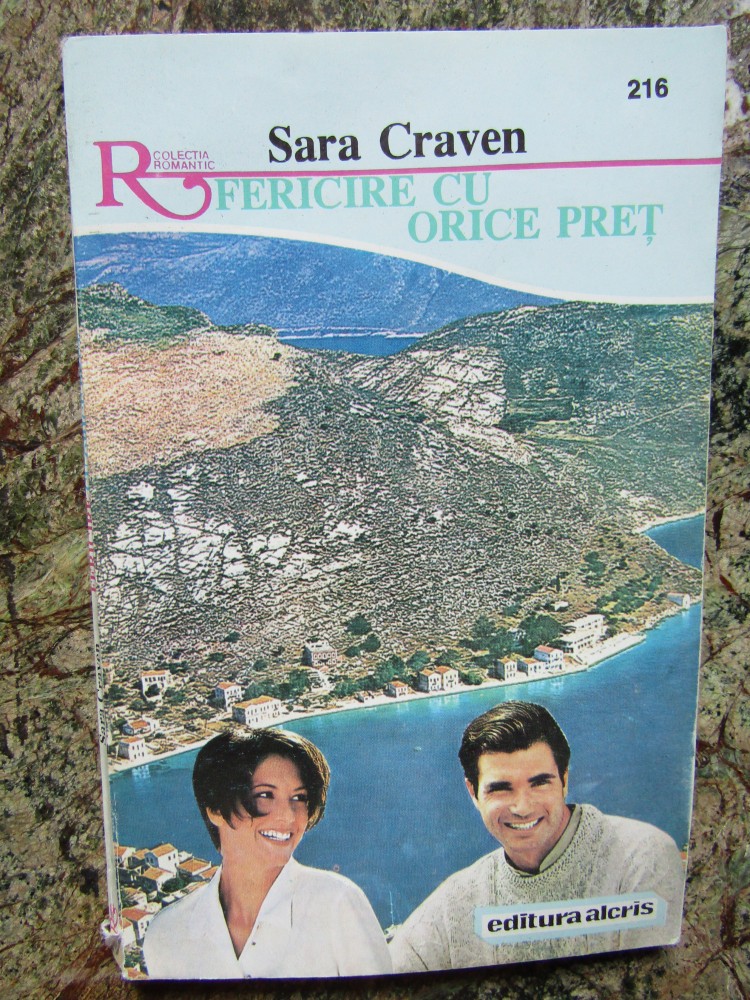 216
Sara Craven
R
COLECTIA
ROMANTIC
FERICIRE CU
ORICE PREȚ
editura alcris